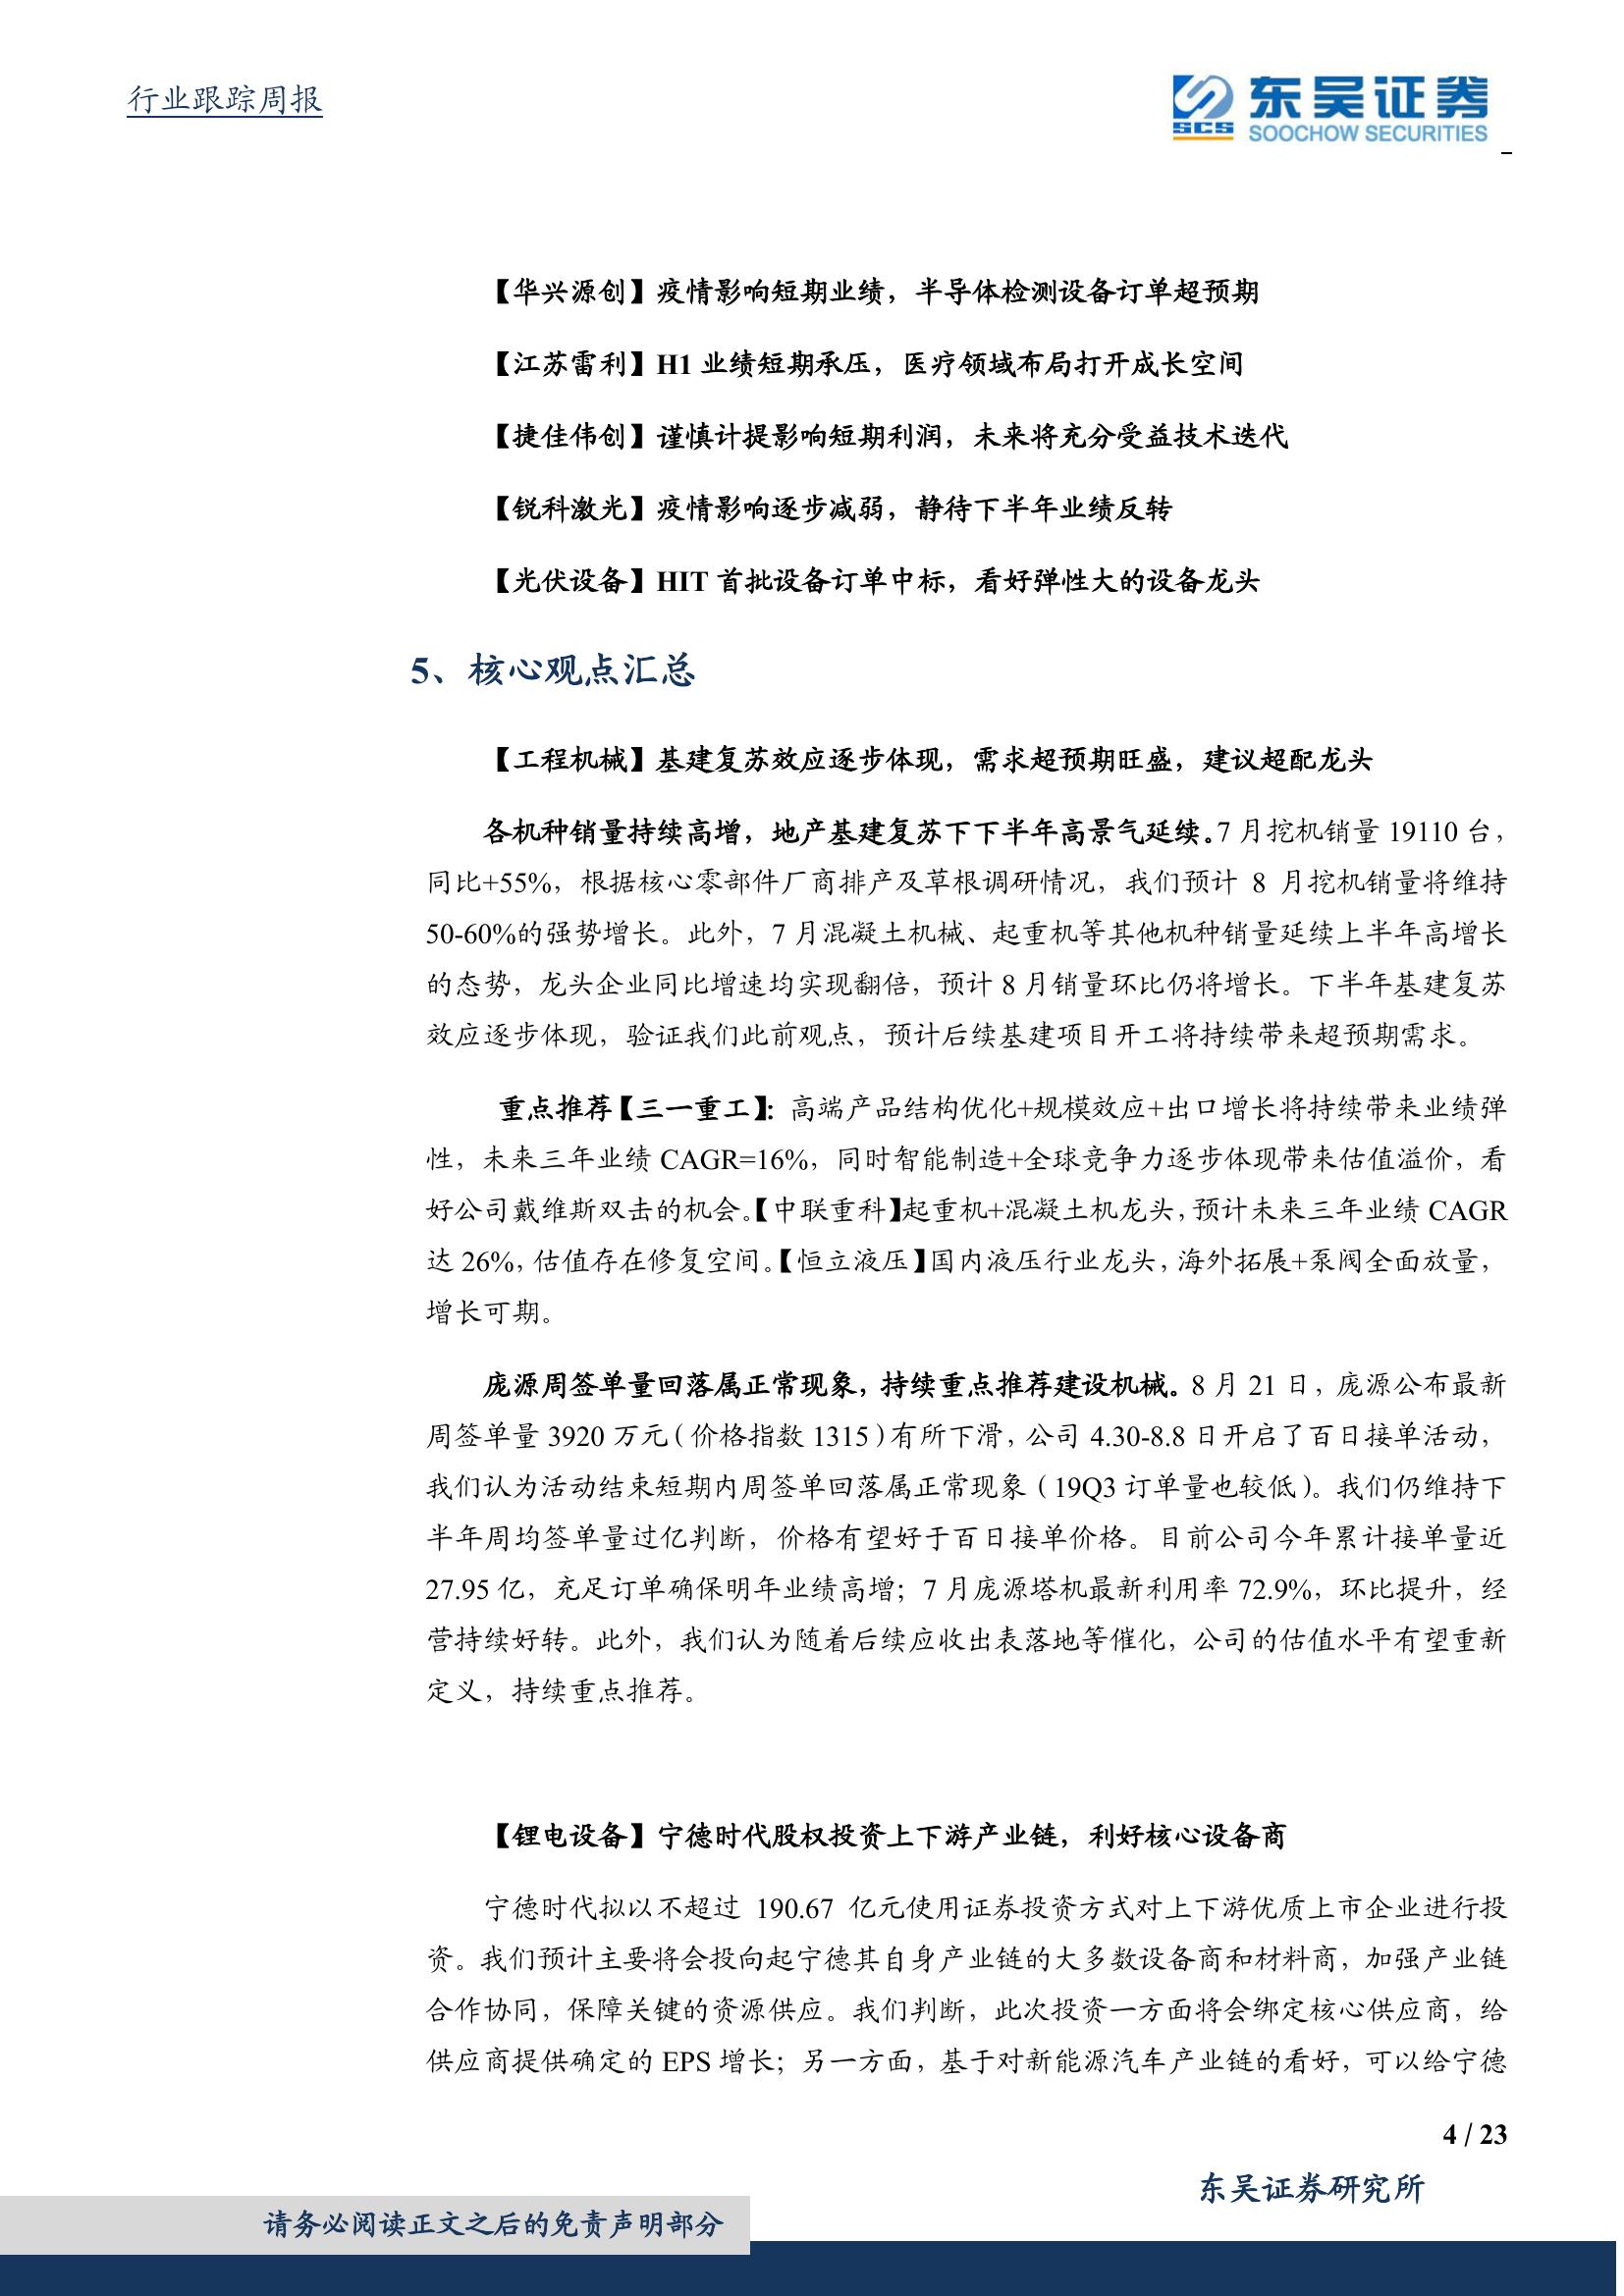 行业跟踪周报
SCS 东吴证券
SOOCHOW SECURITIES
【华兴源创】疫情影响短期业绩，半导体检测设备订单超预期
【江苏雷利】H1 业绩短期承压，医疗领域布局打开成长空间
【捷佳伟创】谨慎计提影响短期利润，未来将充分受益技术迭代
【锐科激光】疫情影响逐步减弱，静待下半年业绩反转
【光伏设备】HIT 首批设备订单中标，看好弹性大的设备龙头
5、核心观点汇总
【工程机械】基建复苏效应逐步体现，需求超预期旺盛，建议超配龙头
各机种销量持续高增，地产基建复苏下下半年高景气延续。7 月挖机销量 19110 台，
同比+55%，根据核心零部件厂商排产及草根调研情况，我们预计 8 月挖机销量将维持
50-60%的强势增长。此外，7 月混凝土机械、起重机等其他机种销量延续上半年高增长
的态势，龙头企业同比增速均实现翻倍，预计 8 月销量环比仍将增长。下半年基建复苏
效应逐步体现，验证我们此前观点，预计后续基建项目开工将持续带来超预期需求。
重点推荐【三一重工】：高端产品结构优化+规模效应+出口增长将持续带来业绩弹
性，未来三年业绩 CAGR=16%，同时智能制造+全球竞争力逐步体现带来估值溢价，看
好公司戴维斯双击的机会。【中联重科】起重机+混凝土机龙头，预计未来三年业绩 CAGR
达 26%，估值存在修复空间。【恒立液压】国内液压行业龙头，海外拓展+泵阀全面放量，
增长可期。
庞源周签单量回落属正常现象，持续重点推荐建设机械。8 月 21 日，庞源公布最新
周签单量 3920 万元（价格指数 1315）有所下滑，公司 4.30-8.8 日开启了百日接单活动，
我们认为活动结束短期内周签单回落属正常现象（19Q3 订单量也较低）。我们仍维持下
半年周均签单量过亿判断，价格有望好于百日接单价格。目前公司今年累计接单量近
27.95 亿，充足订单确保明年业绩高增；7 月庞源塔机最新利用率 72.9%，环比提升，经
营持续好转。此外，我们认为随着后续应收出表落地等催化，公司的估值水平有望重新
定义，持续重点推荐。
【锂电设备】宁德时代股权投资上下游产业链，利好核心设备商
宁德时代拟以不超过 190.67 亿元使用证券投资方式对上下游优质上市企业进行投
资。我们预计主要将会投向起宁德其自身产业链的大多数设备商和材料商，加强产业链
合作协同，保障关键的资源供应。我们判断，此次投资一方面将会绑定核心供应商，给
供应商提供确定的 EPS 增长；另一方面，基于对新能源汽车产业链的看好，可以给宁德
4 / 23
东吴证券研究所
请务必阅读正文之后的免责声明部分